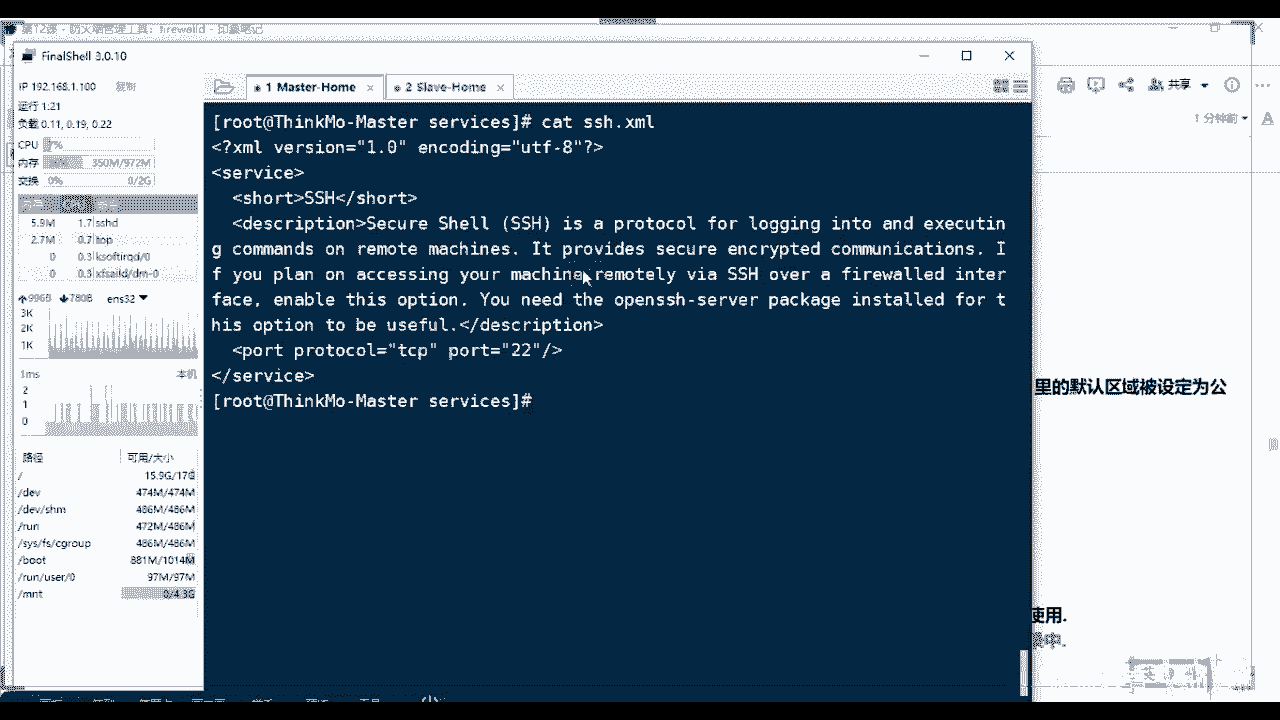 第12课 - 防火墙管理工具：firewalld - 印象笔记
FinalShell 3.0.10
IP 192.168.1.100 复制
运行 1:21
负载 0.11, 0.19, 0.22
CPU 7%
内存 350M/972M
交换 0% 0/2G
5.9M 1.7 sshd
2.7M 0.7 top
0 0.3 ksoftirqd/0
0 0.3 xfsaild/dm-0
↑996B ↓780B ens32
3K
2K
1K
1ms 本机
2
1
0
路径 可用/大小
/ 15.9G/17G
/dev 474M/474M
/dev/shm 486M/486M
/run 472M/486M
/sys/fs/cgroup 486M/486M
/boot 881M/1014M
/run/user/0 97M/97M
/mnt 0/4.3G
1 Master-Home
2 Slave-Home
[root@ThinkMo-Master services]# cat ssh.xml
<?xml version="1.0" encoding="utf-8"?>
<service>
  <short>SSH</short>
  <description>Secure Shell (SSH) is a protocol for logging into and executin
g commands on remote machines. It provides secure encrypted communications. I
f you plan on accessing your machine remotely via SSH over a firewalled inter
face, enable this option. You need the openssh-server package installed for t
his option to be useful.</description>
  <port protocol="tcp" port="22"/>
</service>
[root@ThinkMo-Master services]#
共享
1 分钟前
里的默认区域被设定为公
使用.